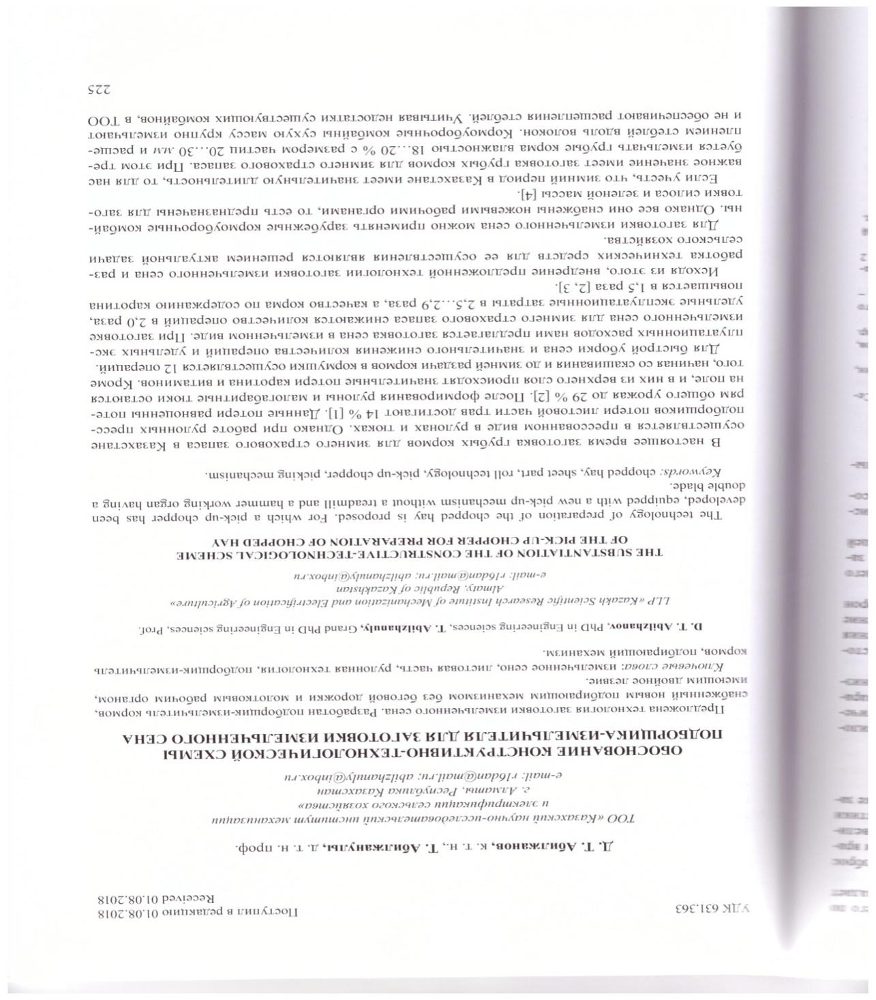 УДК 631.363
Поступил в редакцию 01.08.2018
Received 01.08.2018
Д. Т. Абилжанов, к. т. н., Т. Абилжанулы, д. т. н. проф.
ТОО «Казахский научно-исследовательский институт механизации
и электрификации сельского хозяйства»
г. Алматы, Республика Казахстан
e-mail: r16dan@mail.ru; abilzhanuly@inbox.ru
ОБОСНОВАНИЕ КОНСТРУКТИВНО-ТЕХНОЛОГИЧЕСКОЙ СХЕМЫ
ПОДБОРЩИКА-ИЗМЕЛЬЧИТЕЛЯ ДЛЯ ЗАГОТОВКИ ИЗМЕЛЬЧЕННОГО СЕНА
Предложена технология заготовки измельченного сена. Разработан подборщик-измельчитель кормов,
снабженный новым подбирающим механизмом без беговой дорожки и молотковым рабочим органом,
имеющим двойное лезвие.
Ключевые слова: измельченное сено, листовая часть, рулонная технология, подборщик-измельчитель
кормов, подбирающий механизм.
D. T. Abilzhanov, PhD in Engineering sciences, T. Abilzhanuly, Grand PhD in Engineering sciences, Prof.
LLP «Kazakh Scientific Research Institute of Mechanization and Electrification of Agriculture»
Almaty, Republic of Kazakhstan
e-mail: r16dan@mail.ru; abilzhanuly@inbox.ru
THE SUBSTANTIATION OF THE CONSTRUCTIVE-TECHNOLOGICAL SCHEME
OF THE PICK-UP CHOPPER FOR PREPARATION OF CHOPPED HAY
The technology of preparation of the chopped hay is proposed. For which a pick-up chopper has been
developed, equipped with a new pick-up mechanism without a treadmill and a hammer working organ having a
double blade.
Keywords: chopped hay, sheet part, roll technology, pick-up chopper, picking mechanism.
В настоящее время заготовка грубых кормов для зимнего страхового запаса в Казахстане
осуществляется в прессованном виде в рулонах и тюках. Однако при работе рулонных пресс-
подборщиков потери листовой части трав достигают 14 % [1]. Данные потери равноценны поте-
рям общего урожая до 29 % [2]. После формирования рулоны и малогабаритные тюки остаются
на поле, и в них из верхнего слоя происходят значительные потери каротина и витаминов. Кроме
того, начиная со скашивания и до зимней раздачи кормов в кормушки осуществляется 12 операций.
Для быстрой уборки сена и значительного снижения количества операций и удельных экс-
плуатационных расходов нами предлагается заготовка сена в измельченном виде. При заготовке
измельченного сена для зимнего страхового запаса снижаются количество операций в 2,0 раза,
удельные эксплуатационные затраты в 2,5…2,9 раза, а качество корма по содержанию каротина
повышается в 1,5 раза [2, 3].
Исходя из этого, внедрение предложенной технологии заготовки измельченного сена и раз-
работка технических средств для ее осуществления являются решением актуальной задачи
сельского хозяйства.
Для заготовки измельченного сена можно применять зарубежные кормоуборочные комбай-
ны. Однако все они снабжены ножевыми рабочими органами, то есть предназначены для заго-
товки силоса и зеленой массы [4].
Если учесть, что зимний период в Казахстане имеет значительную длительность, то для нас
важное значение имеет заготовка грубых кормов для зимнего страхового запаса. При этом тре-
буется измельчать грубые корма влажностью 18…20 % с размером частиц 20…30 мм и расще-
плением стеблей вдоль волокон. Кормоуборочные комбайны сухую массу крупно измельчают
и не обеспечивают расщепления стеблей. Учитывая недостатки существующих комбайнов, в ТОО
225